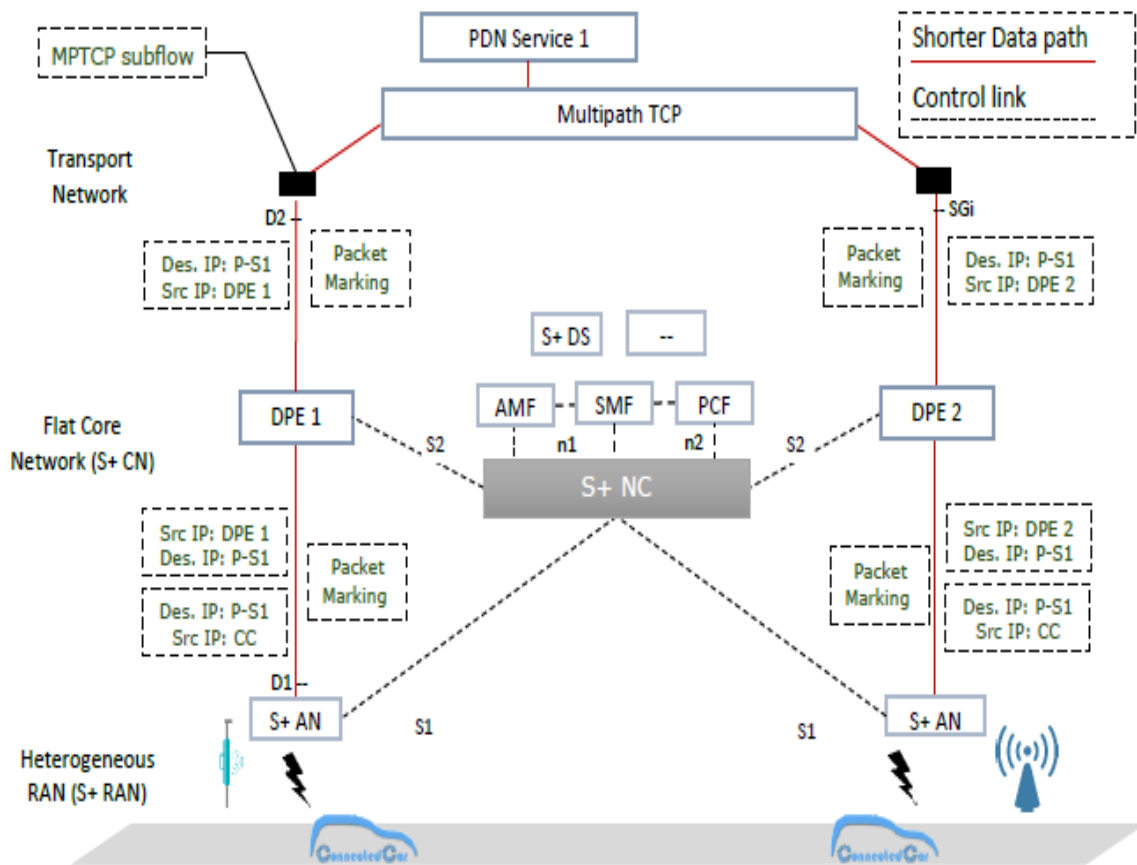 PDN Service 1
MPTCP subflow
Shorter Data path
Control link
Multipath TCP
Transport
Network
D2
SGi
Des. IP: P-S1
Src IP: DPE 1
Packet
Marking
Packet
Marking
Des. IP: P-S1
Src IP: DPE 2
S+ DS
--
AMF
SMF
PCF
DPE 1
DPE 2
Flat Core
Network (S+ CN)
S2
n1
n2
S2
S+ NC
Src IP: DPE 1
Des. IP: P-S1
Packet
Marking
Des. IP: P-S1
Src IP: CC
Src IP: DPE 2
Des. IP: P-S1
Packet
Marking
Des. IP: P-S1
Src IP: CC
D1
S+ AN
S1
S1
S+ AN
Heterogeneous
RAN (S+ RAN)
ConnectedCar
ConnectedCar